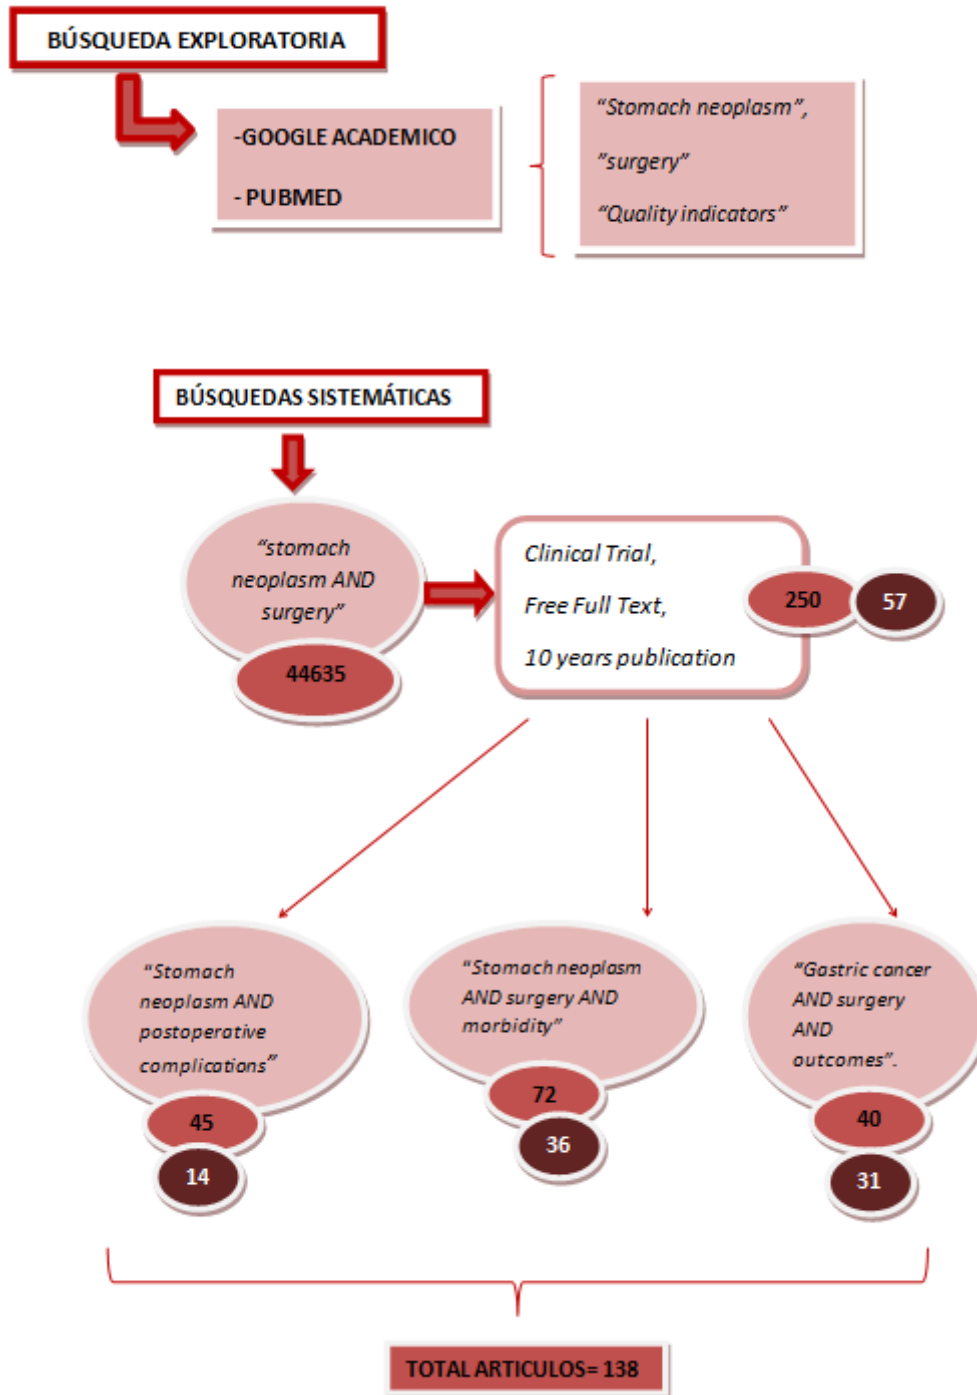 BÚSQUEDA EXPLORATORIA
-GOOGLE ACADEMICO
- PUBMED
“Stomach neoplasm”,
”surgery”
“Quality indicators”
BÚSQUEDAS SISTEMÁTICAS
“stomach
neoplasm AND
surgery”
44635
Clinical Trial,
Free Full Text,
10 years publication
250
57
“Stomach
neoplasm AND
postoperative
complications”
45
14
“Stomach neoplasm
AND surgery AND
morbidity”
72
36
“Gastric cancer
AND surgery
AND
outcomes”.
40
31
TOTAL ARTICULOS= 138